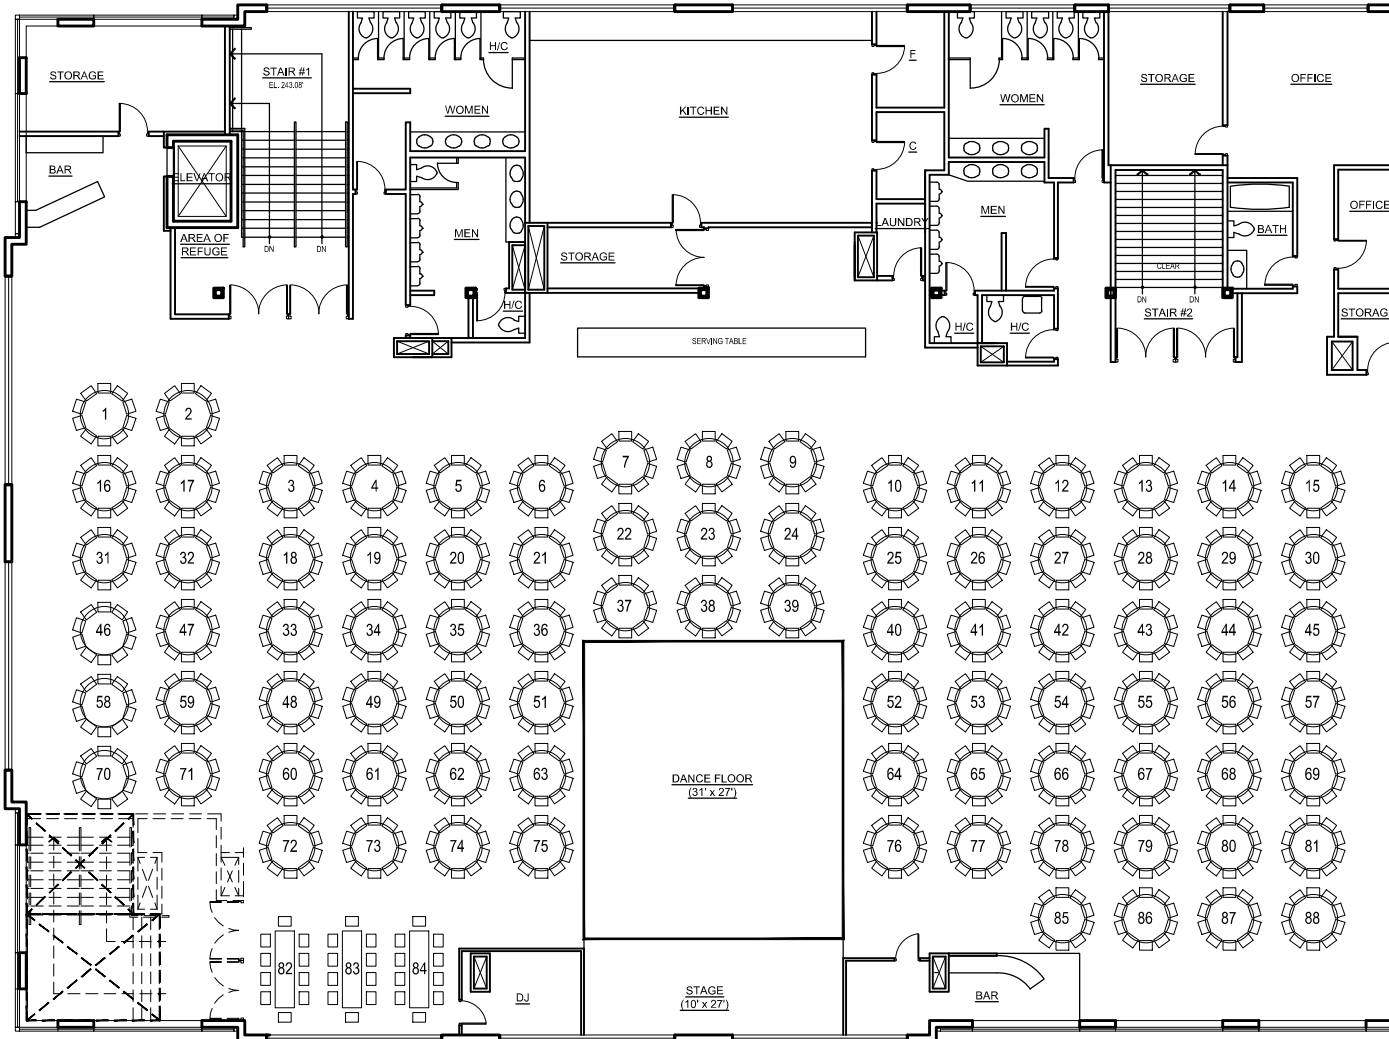 STORAGE
STAIR #1
EL. 243.08'
H/C
WOMEN
KITCHEN
F
C
WOMEN
STORAGE
OFFICE
BAR
ELEVATOR
AREA OF
REFUGE
DN
DN
MEN
STORAGE
H/C
LAUNDRY
MEN
H/C
H/C
CLEAR
DN
DN
STAIR #2
BATH
OFFICE
STORAG
SERVING TABLE
1 2
7 8 9
16 17 3 4 5 6 10 11 12 13 14 15
22 23 24
31 32 18 19 20 21 25 26 27 28 29 30
37 38 39
46 47 33 34 35 36 40 41 42 43 44 45
58 59 48 49 50 51 52 53 54 55 56 57
70 71 60 61 62 63 64 65 66 67 68 69
DANCE FLOOR
(31' x 27')
72 73 74 75 76 77 78 79 80 81
85 86 87 88
82 83 84
DJ
STAGE
(10' x 27')
BAR